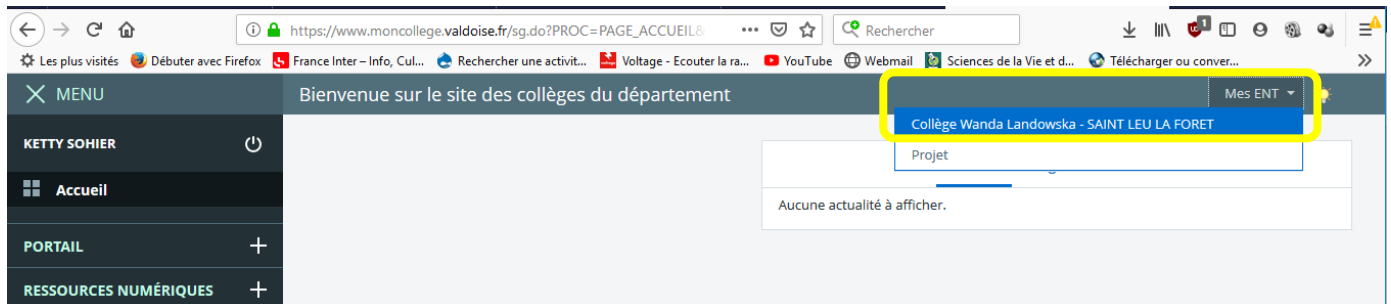 https://www.moncollege.valdoise.fr/sg.do?PROC=PAGE_ACCUEIL&
Rechercher
1
Les plus visités Débuter avec Firefox France Inter – Info, Cul... Rechercher une activit... Voltage - Ecouter la ra... YouTube Webmail Sciences de la Vie et d... Télécharger ou conver...
MENU Bienvenue sur le site des collèges du département Mes ENT
Collège Wanda Landowska - SAINT LEU LA FORET
KETTY SOHIER
Projet
Accueil
Aucune actualité à afficher.
PORTAIL
RESSOURCES NUMÉRIQUES